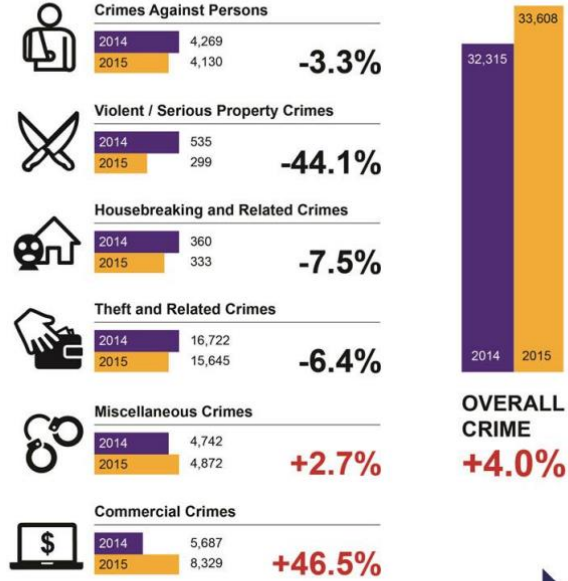 Crimes Against Persons
2014 4,269
2015 4,130
-3.3%
Violent / Serious Property Crimes
2014 535
2015 299
-44.1%
Housebreaking and Related Crimes
2014 360
2015 333
-7.5%
Theft and Related Crimes
2014 16,722
2015 15,645
-6.4%
Miscellaneous Crimes
2014 4,742
2015 4,872
+2.7%
Commercial Crimes
$
2014 5,687
2015 8,329
+46.5%
33,608
32,315
2014 2015
OVERALL
CRIME
+4.0%